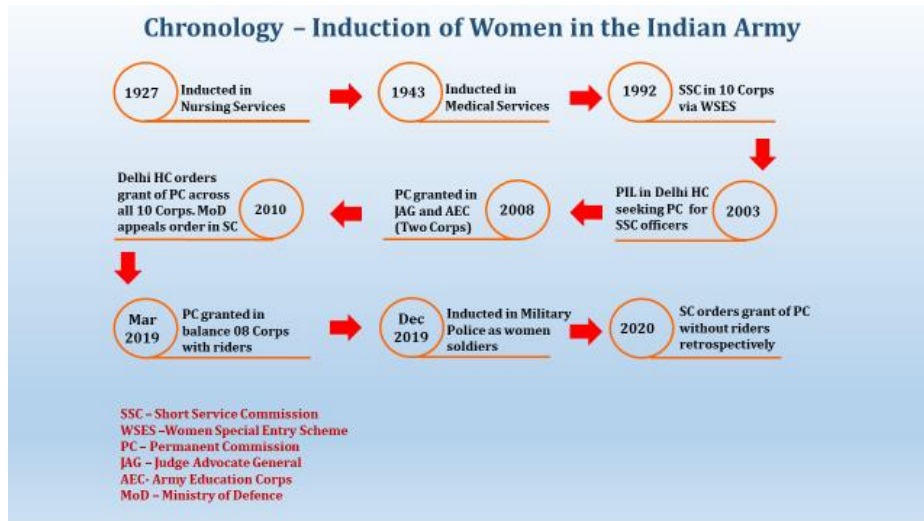 Chronology – Induction of Women in the Indian Army
1927
Inducted in
Nursing Services
1943
Inducted in
Medical Services
1992
SSC in 10 Corps
via WSES
PIL in Delhi HC
seeking PC for
SSC officers
2003
PC granted in
JAG and AEC
(Two Corps)
2008
Delhi HC orders
grant of PC across
all 10 Corps. MoD
appeals order in SC
2010
Mar
2019
PC granted in
balance 08 Corps
with riders
Dec
2019
Inducted in Military
Police as women
soldiers
2020
SC orders grant of PC
without riders
retrospectively
SSC – Short Service Commission
WSES –Women Special Entry Scheme
PC – Permanent Commission
JAG – Judge Advocate General
AEC- Army Education Corps
MoD – Ministry of Defence